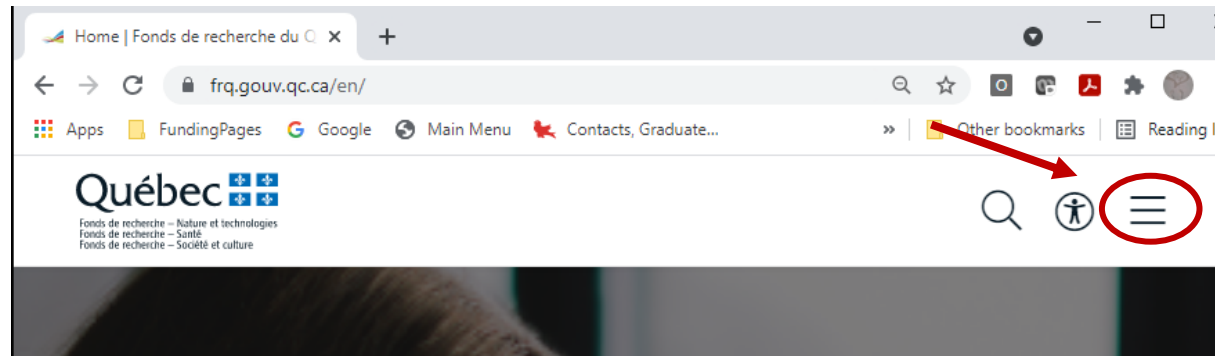 Home | Fonds de recherche du Q
frq.gouv.qc.ca/en/
Apps FundingPages G Google Main Menu Contacts, Graduate... » Other bookmarks Reading l
Québec
Fonds de recherche – Nature et technologies
Fonds de recherche – Santé
Fonds de recherche – Société et culture